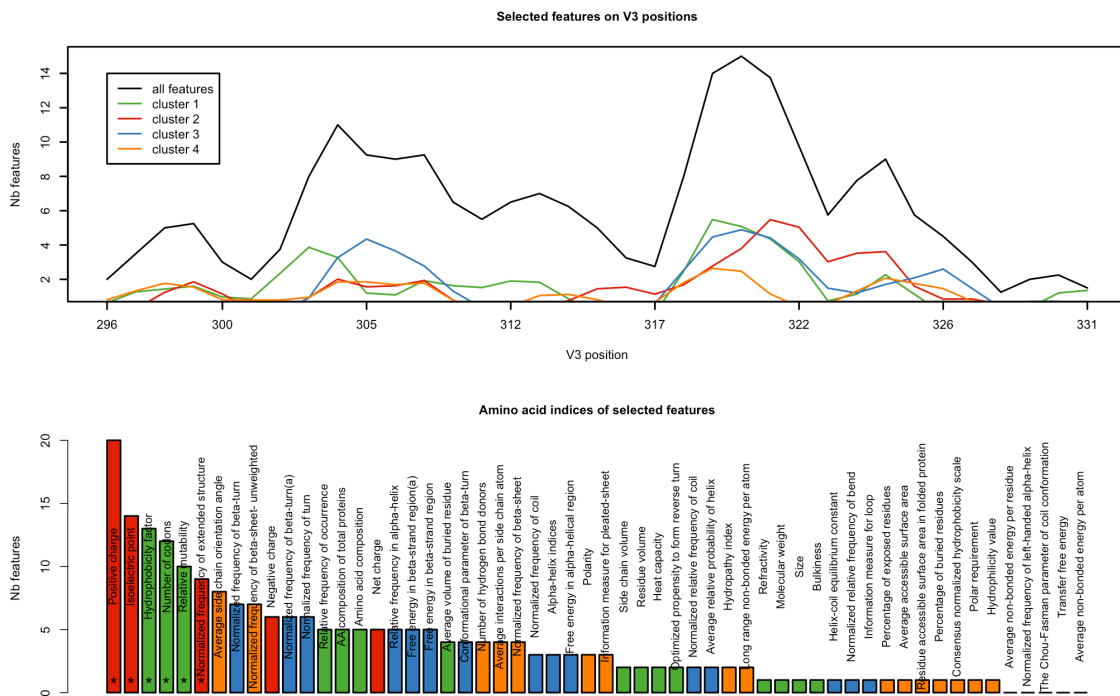 Selected features on V3 positions
Nb features
14
12
10
8
6
4
2
all features
cluster 1
cluster 2
cluster 3
cluster 4
296
300
305
312
317
322
326
331
V3 position
Amino acid indices of selected features
Nb features
20
15
10
5
0
Positive charge
Isoelectric point
Hydrophobicity factor
Number of codons
Relative mutability
Normalized frequency of extended structure
Average side chain orientation angle
Normalized frequency of beta-turn
Normalized frequency of beta-sheet- unweighted
Negative charge
Normalized frequency of beta-turn(a)
Normalized frequency of turn
Relative frequency of occurrence
AA composition of total proteins
Amino acid composition
Net charge
Relative frequency in alpha-helix
Free energy in beta-strand region(a)
Free energy in beta-strand region
Average volume of buried residue
Conformational parameter of beta-turn
Number of hydrogen bond donors
Average interactions per side chain atom
Normalized frequency of beta-sheet
Normalized frequency of coil
Alpha-helix indices
Free energy in alpha-helical region
Polarity
Information measure for pleated-sheet
Side chain volume
Residue volume
Heat capacity
Optimized propensity to form reverse turn
Normalized relative frequency of coil
Average relative probability of helix
Hydropathy index
Long range non-bonded energy per atom
Refractivity
Molecular weight
Size
Bulkiness
Helix-coil equilibrium constant
Normalized relative frequency of bend
Information measure for loop
Percentage of exposed residues
Average accessible surface area
Residue accessible surface area in folded protein
Percentage of buried residues
Consensus normalized hydrophobicity scale
Polar requirement
Hydrophilicity value
Average non-bonded energy per residue
Normalized frequency of left-handed alpha-helix
The Chou-Fasman parameter of coil conformation
Transfer free energy
Average non-bonded energy per atom
* * * * * *